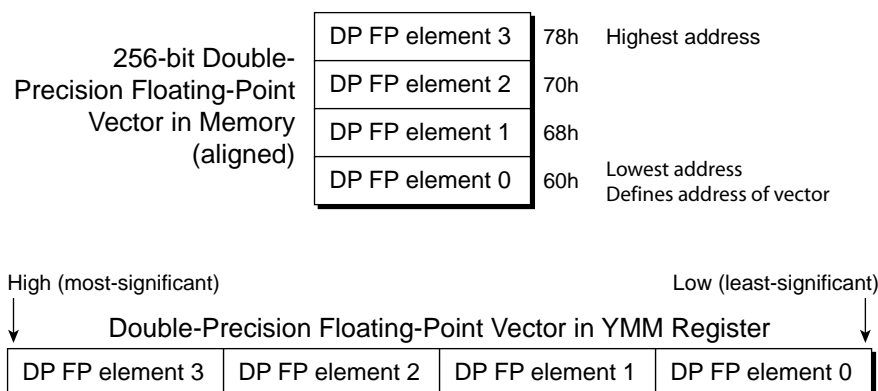 256-bit Double-
Precision Floating-Point
Vector in Memory
(aligned)
DP FP element 3 78h Highest address
DP FP element 2 70h
DP FP element 1 68h
DP FP element 0 60h Lowest address
Defines address of vector
High (most-significant) Low (least-significant)
Double-Precision Floating-Point Vector in YMM Register
DP FP element 3 DP FP element 2 DP FP element 1 DP FP element 0